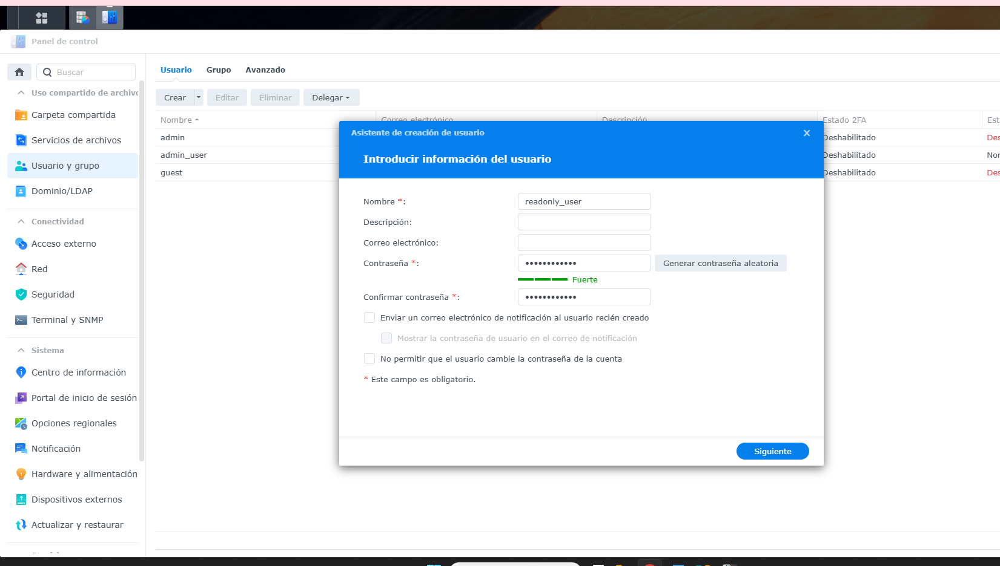 Panel de control
Buscar
Uso compartido de archivo
Carpeta compartida
Servicios de archivos
Usuario y grupo
Dominio/LDAP
Conectividad
Acceso externo
Red
Seguridad
Terminal y SNMP
Sistema
Centro de información
Portal de inicio de sesión
Opciones regionales
Notificación
Hardware y alimentación
Dispositivos externos
Actualizar y restaurar
Usuario Grupo Avanzado
Crear Editar Eliminar Delegar
Nombre Correo electrónico Descripción Estado 2FA Est
admin Deshabilitado Des
admin_user Deshabilitado Nor
guest Deshabilitado Des
Asistente de creación de usuario
Introducir información del usuario
Nombre *: readonly_user
Descripción:
Correo electrónico:
Contraseña *: •••••••••••• Generar contraseña aleatoria
Fuerte
Confirmar contraseña *: ••••••••••••
Enviar un correo electrónico de notificación al usuario recién creado
Mostrar la contraseña de usuario en el correo de notificación
No permitir que el usuario cambie la contraseña de la cuenta
* Este campo es obligatorio.
Siguiente